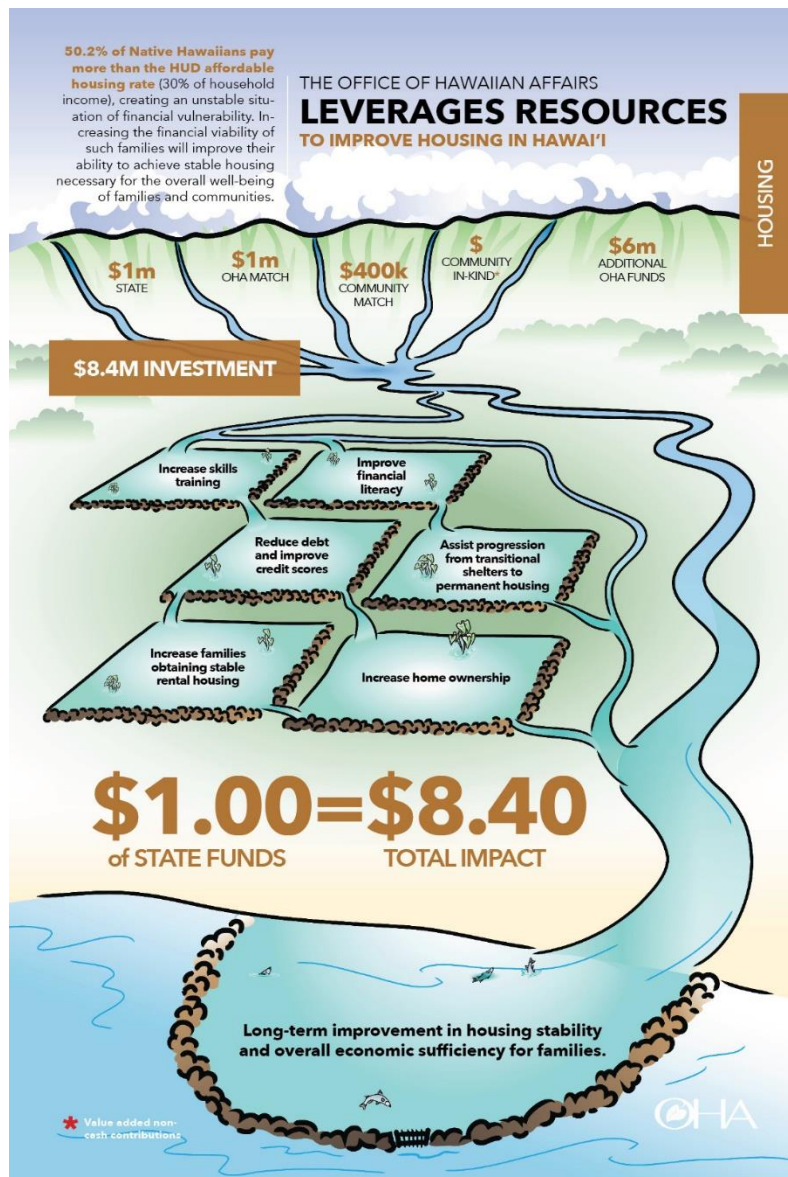 50.2% of Native Hawaiians pay
more than the HUD affordable
housing rate (30% of household
income), creating an unstable situ-
ation of financial vulnerability. In-
creasing the financial viability of
such families will improve their
ability to achieve stable housing
necessary for the overall well-being
of families and communities.
THE OFFICE OF HAWAIIAN AFFAIRS
LEVERAGES RESOURCES
TO IMPROVE HOUSING IN HAWAI'I
HOUSING
$1m
STATE
$1m
OHA MATCH
$400k
COMMUNITY
MATCH
$
COMMUNITY
IN-KIND*
$6m
ADDITIONAL
OHA FUNDS
$8.4M INVESTMENT
Increase skills
training
Improve
financial
literacy
Reduce debt
and improve
credit scores
Assist progression
from transitional
shelters to
permanent housing
Increase families
obtaining stable
rental housing
Increase home ownership
$1.00=$8.40
of STATE FUNDS TOTAL IMPACT
Long-term improvement in housing stability
and overall economic sufficiency for families.
* Value added non-
cash contributions
OHA